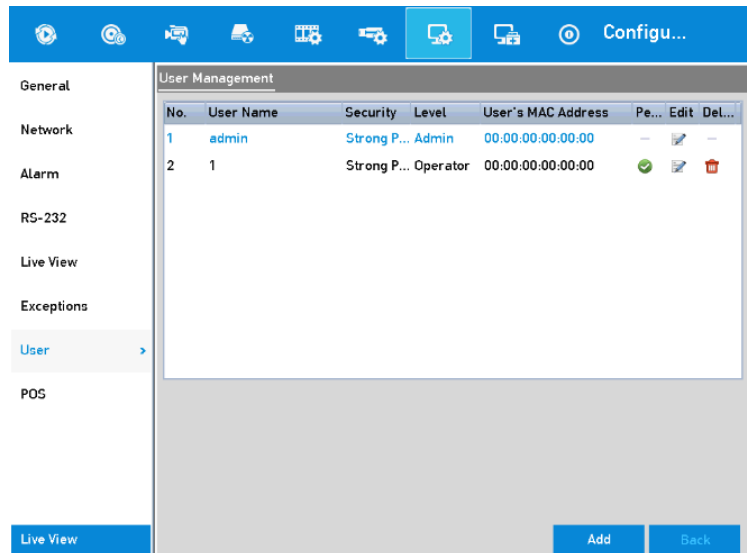 Configu...
General
Network
Alarm
RS-232
Live View
Exceptions
User >
POS
Live View
User Management
No. User Name Security Level User's MAC Address Pe... Edit Del...
1 admin Strong P... Admin 00:00:00:00:00:00 — —
2 1 Strong P... Operator 00:00:00:00:00:00
Add Back